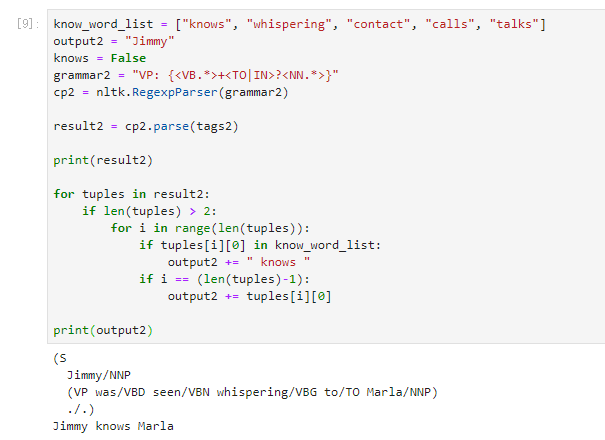 [9]: know_word_list = ["knows", "whispering", "contact", "calls", "talks"]
output2 = "Jimmy"
knows = False
grammar2 = "VP: {<VB.*>+<TO|IN>?<NN.*>}"
cp2 = nltk.RegexpParser(grammar2)

result2 = cp2.parse(tags2)

print(result2)

for tuples in result2:
    if len(tuples) > 2:
        for i in range(len(tuples)):
            if tuples[i][0] in know_word_list:
                output2 += " knows "
            if i == (len(tuples)-1):
                output2 += tuples[i][0]

print(output2)
(S
  Jimmy/NNP
  (VP was/VBD seen/VBN whispering/VBG to/TO Marla/NNP)
  ./.)
Jimmy knows Marla